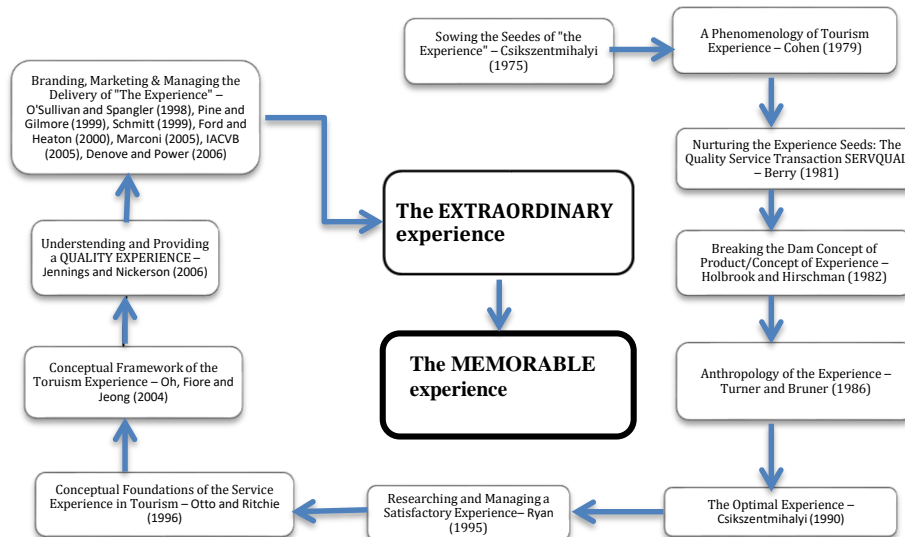 Sowing the Seedes of "the
Experience" – Csikszentmihalyi
(1975)
A Phenomenology of Tourism
Experience – Cohen (1979)
Nurturing the Experience Seeds: The
Quality Service Transaction SERVQUAL
– Berry (1981)
Breaking the Dam Concept of
Product/Concept of Experience –
Holbrook and Hirschman (1982)
Anthropology of the Experience –
Turner and Bruner (1986)
The Optimal Experience –
Csikszentmihalyi (1990)
Researching and Managing a
Satisfactory Experience– Ryan
(1995)
Conceptual Foundations of the Service
Experience in Tourism – Otto and Ritchie
(1996)
Conceptual Framework of the
Toruism Experience – Oh, Fiore and
Jeong (2004)
Understending and Providing
a QUALITY EXPERIENCE –
Jennings and Nickerson (2006)
Branding, Marketing & Managing the
Delivery of "The Experience" –
O'Sullivan and Spangler (1998), Pine and
Gilmore (1999), Schmitt (1999), Ford and
Heaton (2000), Marconi (2005), IACVB
(2005), Denove and Power (2006)
The EXTRAORDINARY
experience
The MEMORABLE
experience